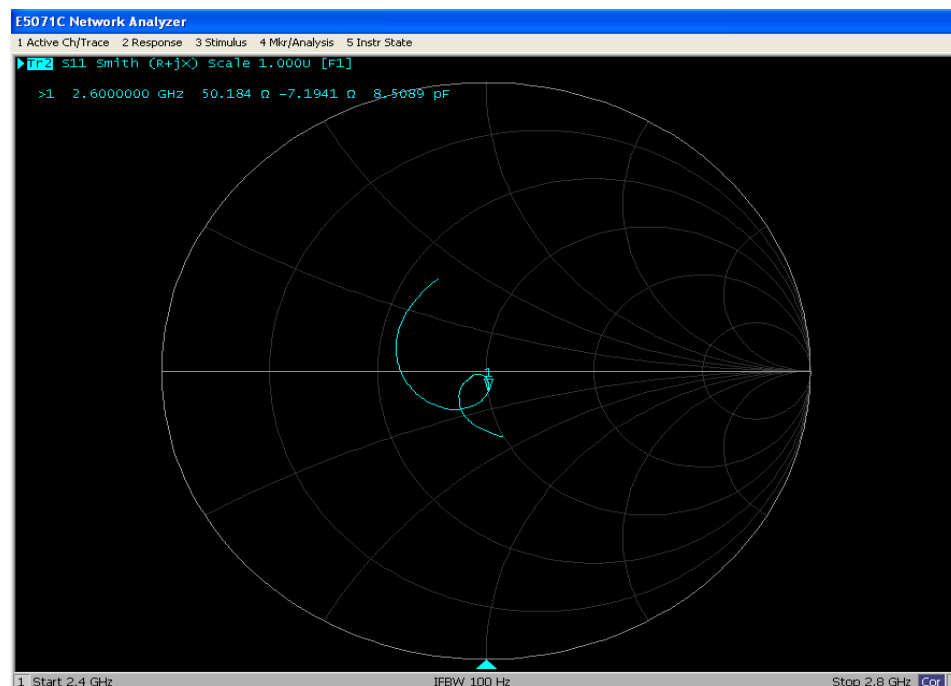 E5071C Network Analyzer
1 Active Ch/Trace 2 Response 3 Stimulus 4 Mkr/Analysis 5 Instr State
Tr2 S11 Smith (R+jX) Scale 1.000U [F1]
>1 2.6000000 GHz 50.184 Ω -7.1941 Ω 8.5089 pF
1
1 Start 2.4 GHz IFBW 100 Hz Stop 2.8 GHz Cor